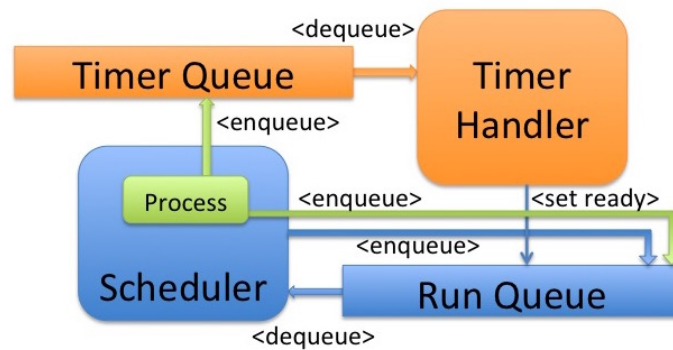 <dequeue>
Timer Queue
Timer
Handler
<enqueue>
Process
<enqueue>
<set ready>
<enqueue>
Scheduler
Run Queue
<dequeue>